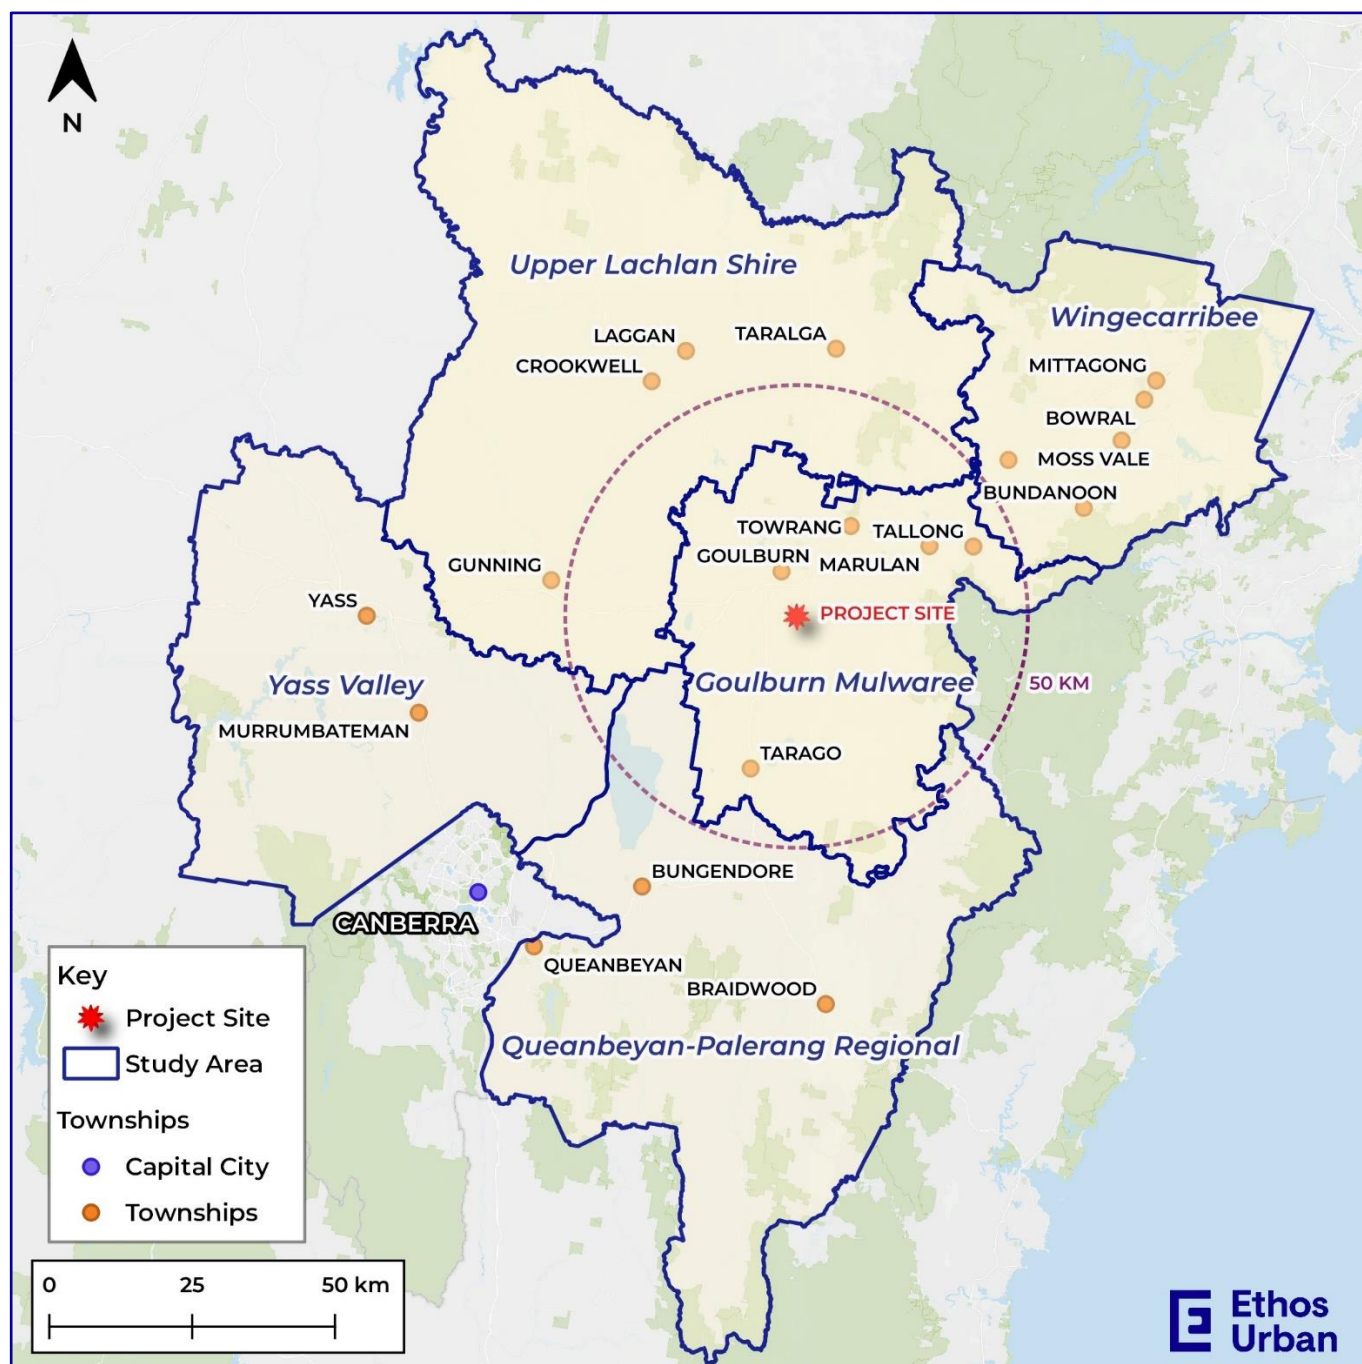 N
Upper Lachlan Shire
Wingecarribee
LAGGAN
TARALGA
CROOKWELL
MITTAGONG
BOWRAL
MOSS VALE
BUNDANOON
TOWRANG
TALLONG
GOULBURN
MARULAN
GUNNING
YASS
PROJECT SITE
Yass Valley
Goulburn Mulwaree
50 KM
MURRUMBATEMAN
TARAGO
BUNGENDORE
CANBERRA
QUEANBEYAN
BRAIDWOOD
Queanbeyan-Palerang Regional
Key
Project Site
Study Area
Townships
Capital City
Townships
0 25 50 km
Ethos
Urban